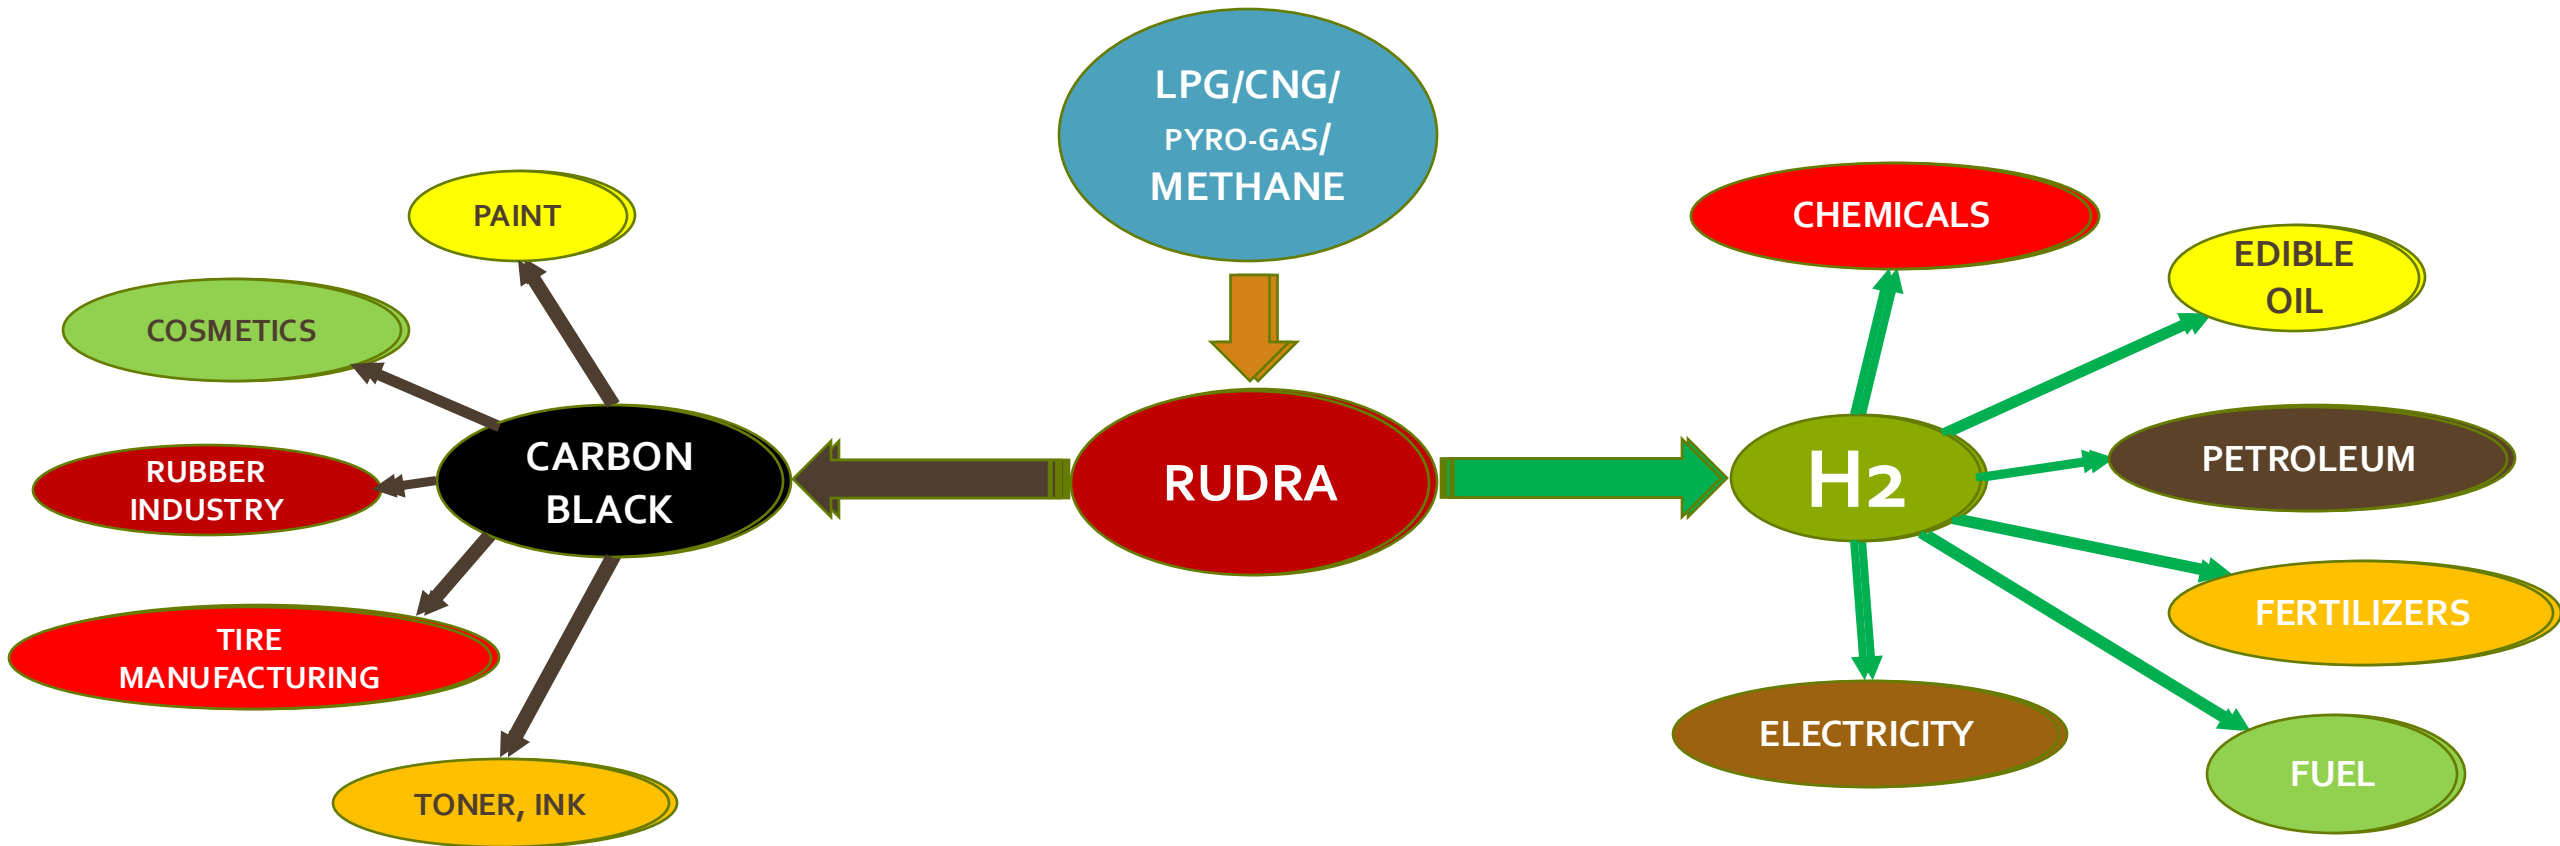 LPG/CNG/
PYRO-GAS/
METHANE
PAINT
COSMETICS
RUBBER
INDUSTRY
TIRE
MANUFACTURING
TONER, INK
CARBON
BLACK
RUDRA
H2
CHEMICALS
EDIBLE
OIL
PETROLEUM
FERTILIZERS
FUEL
ELECTRICITY